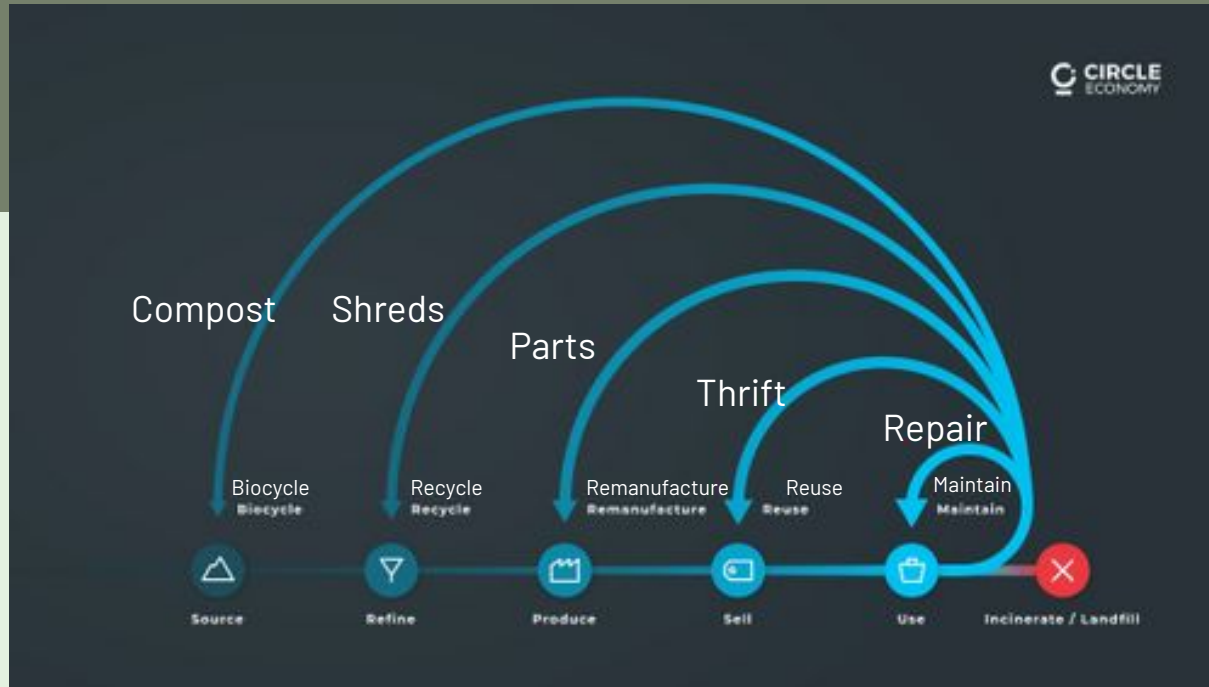 CIRCLE
ECONOMY
Compost
Shreds
Parts
Thrift
Repair
Biocycle
Recycle
Remanufacture
Reuse
Maintain
Biocycle
Recycle
Remanufacture
Reuse
Maintain
Source
Refine
Produce
Sell
Use
Incinerate / Landfill